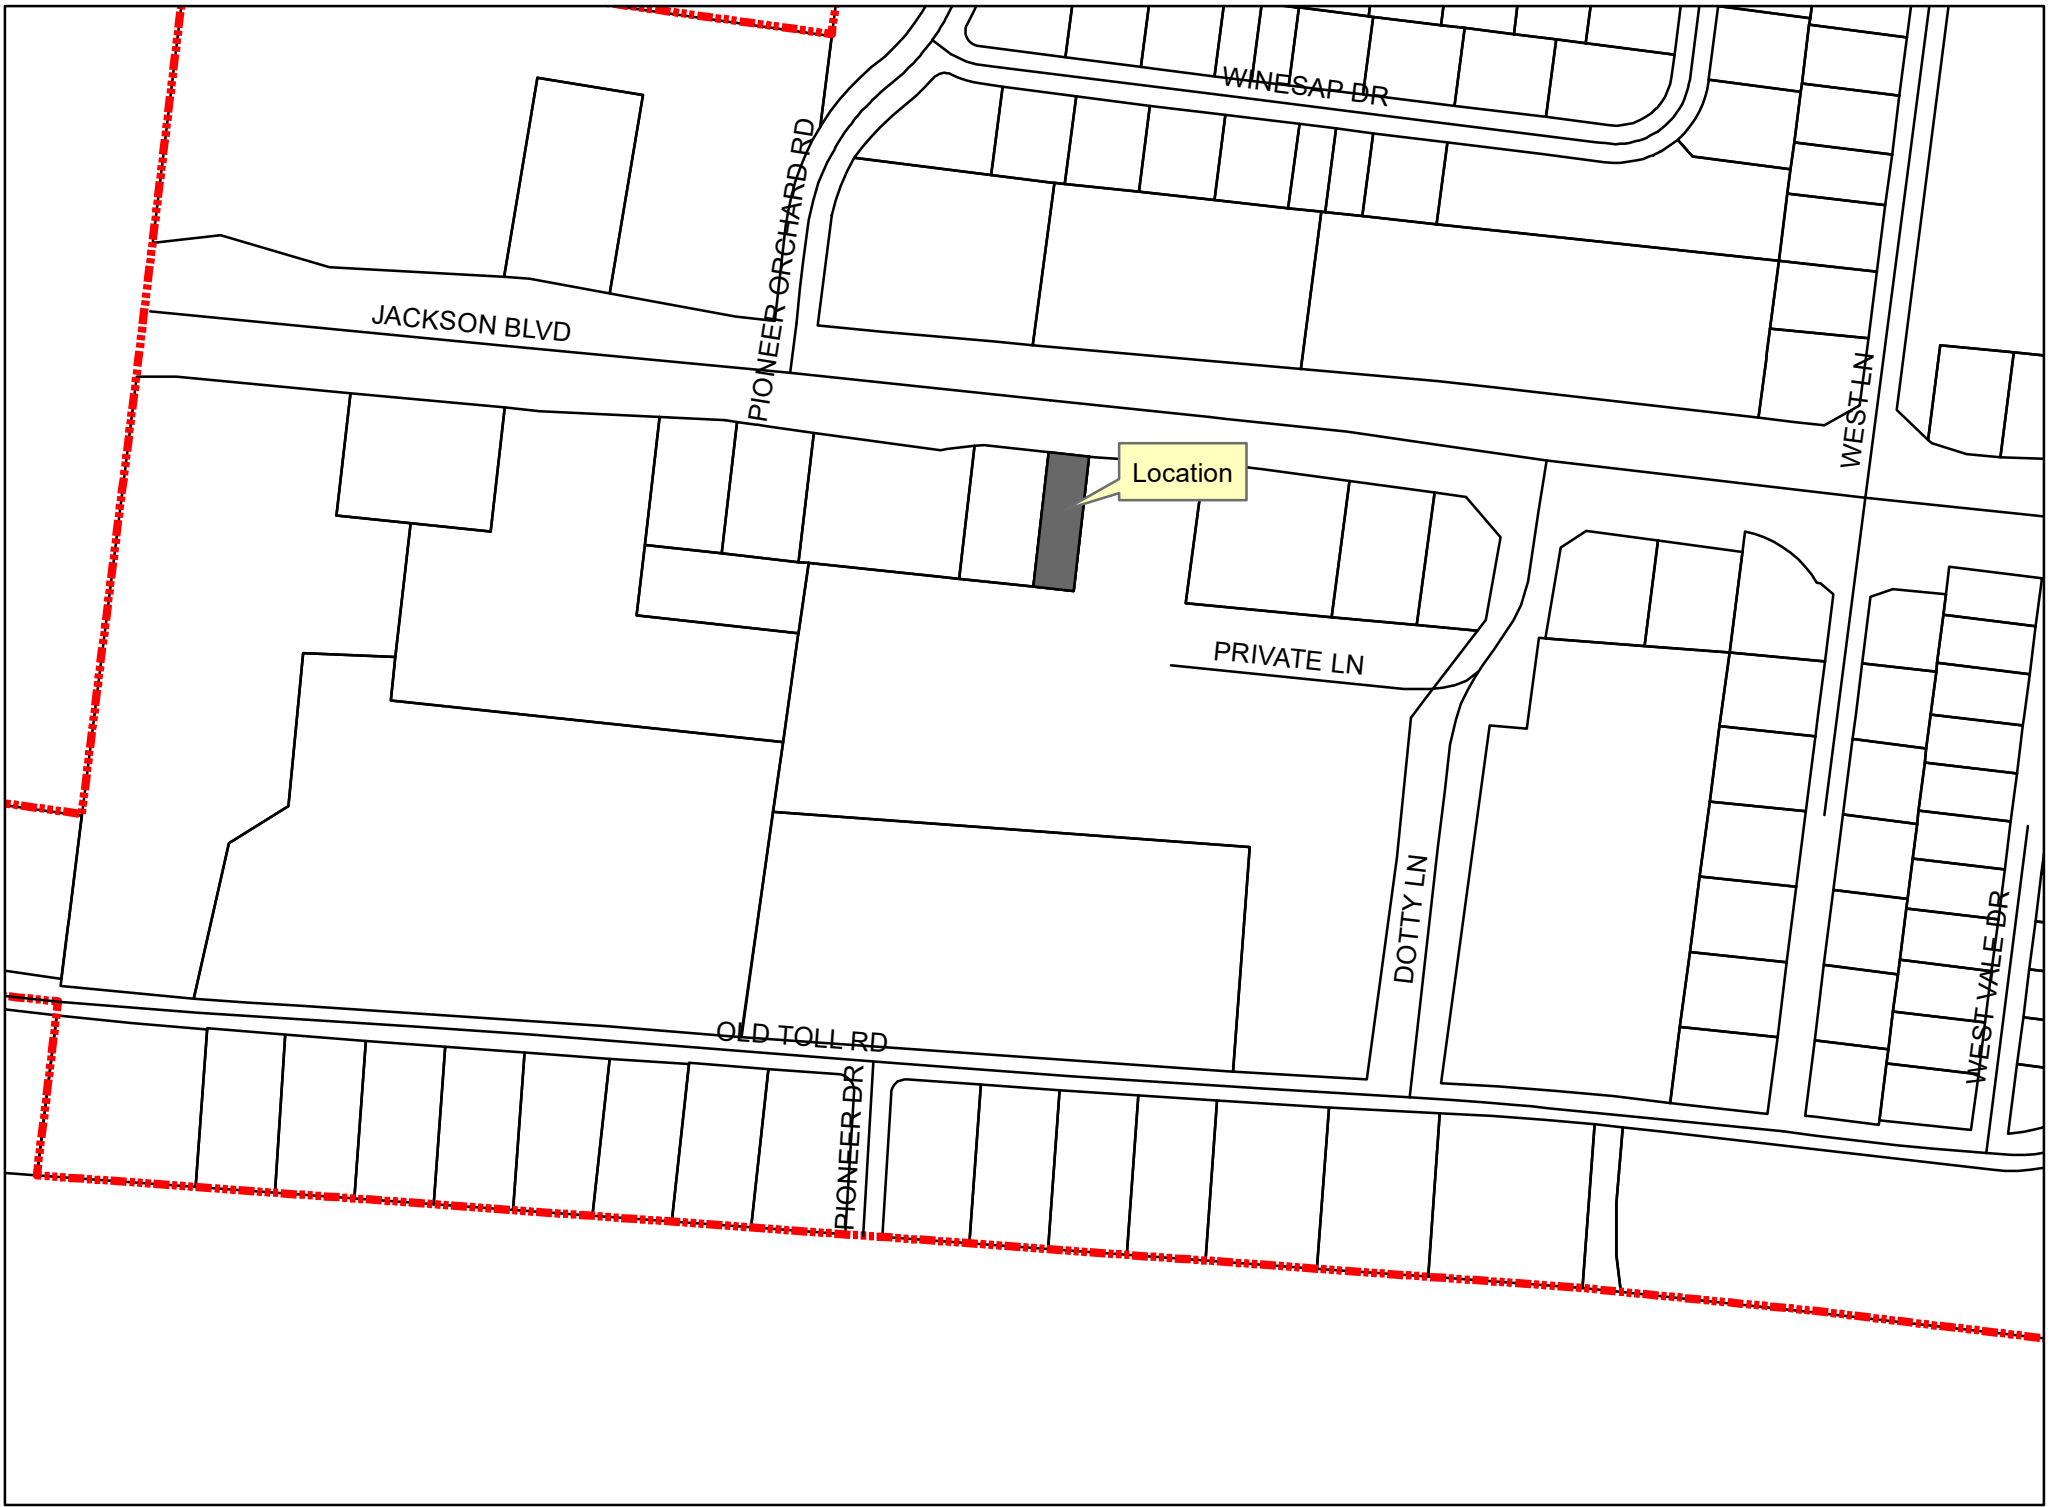 WINESAP DR
PIONEER ORCHARD RD
JACKSON BLVD
WEST LN
Location
PRIVATE LN
DOTTY LN
WEST VALE DR
OLD TOLL RD
PIONEER DR